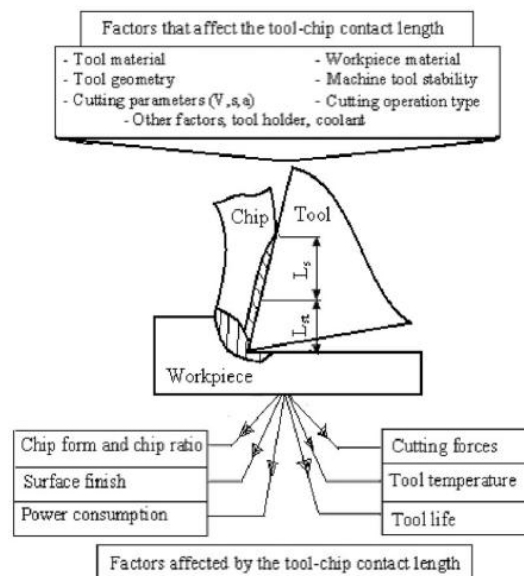 Factors that affect the tool-chip contact length
- Tool material
- Workpiece material
- Tool geometry
- Machine tool stability
- Cutting parameters (V,s,a)
- Cutting operation type
- Other factors, tool holder, coolant
Chip
Tool
Ls
Lst
Workpiece
Chip form and chip ratio
Cutting forces
Surface finish
Tool temperature
Power consumption
Tool life
Factors affected by the tool-chip contact length